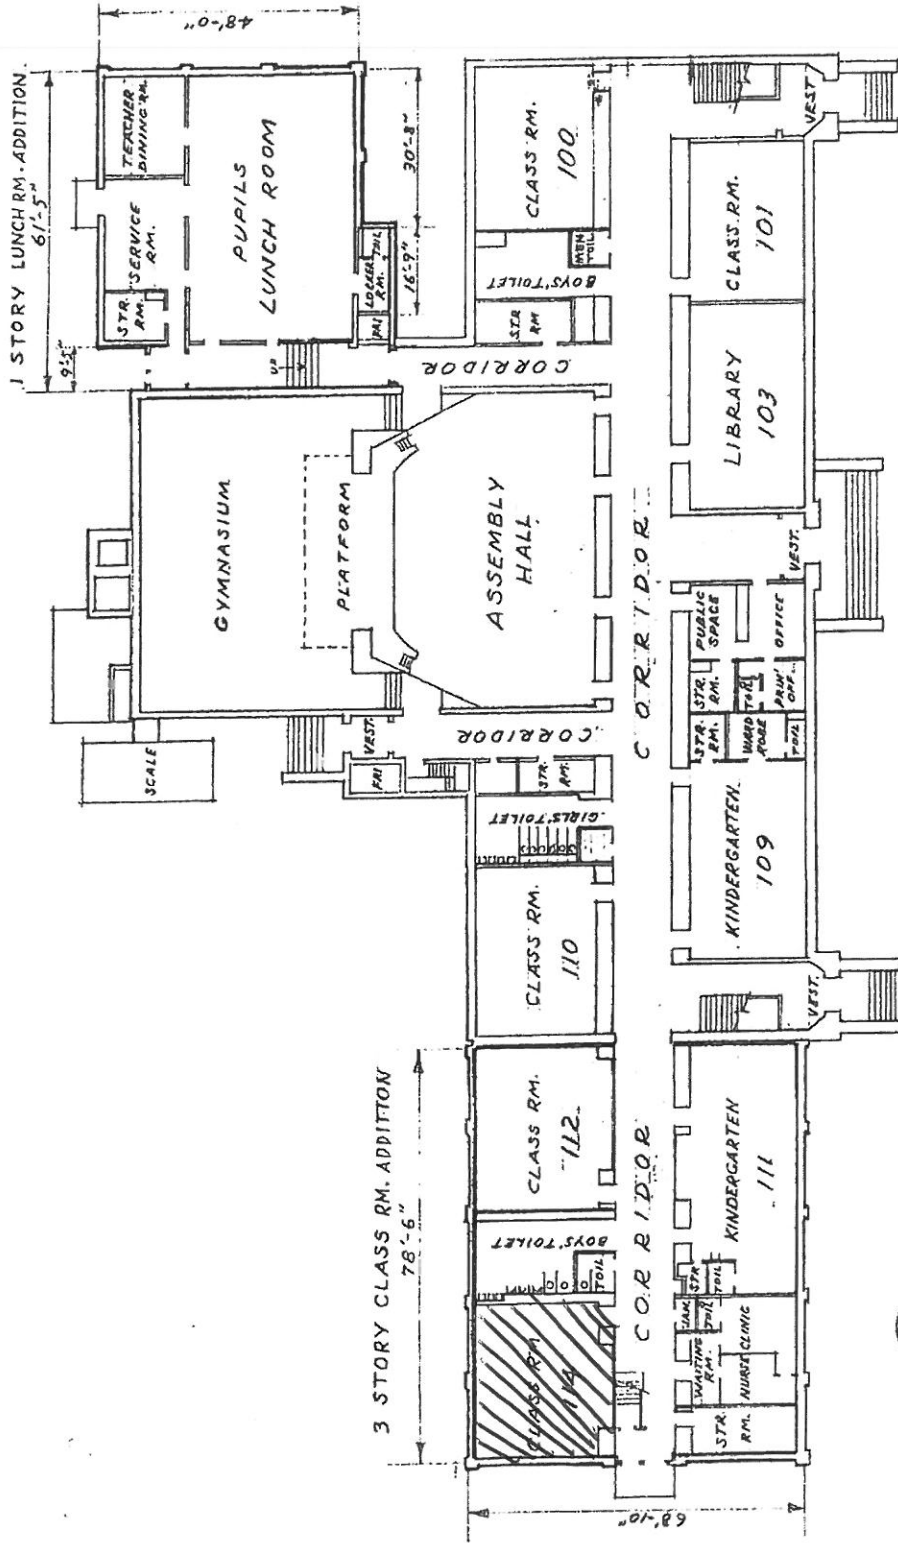 1 STORY LUNCH RM. ADDITION.
61'-5"
9'-5"
48'-0"
TEACHER
DINING RM.
SERVICE
RM.
STR.
RM.
PUPILS
LUNCH ROOM
LOCKER
RM.
TOIL
FAI
30'-8"
16'-9"
UP
GYMNASIUM
PLATFORM
ASSEMBLY
HALL
CORRIDOR
CORRIDOR
SCALE
VEST.
FAI
STR.
RM.
GIRLS' TOILET
CLASS RM.
100
MEN
TOIL
BOYS' TOILET
STR
RM
CORRIDOR
VEST
CLASS RM.
101
LIBRARY
103
VEST.
PUBLIC
SPACE
OFFICE
STR.
RM.
TOIL
PRIN'
OFF.
STR.
RM.
WARD
ROBE
TOIL
KINDERGARTEN
109
CLASS RM.
110
VEST.
3 STORY CLASS RM. ADDITION
78'-6"
CLASS RM.
112
BOYS' TOILET
TOIL
CLASS RM
114
CORRIDOR
KINDERGARTEN
111
STR
TOIL
JAN.
TOIL
WAITING
RM.
NURSE CLINIC
STR.
RM.
68'-10"